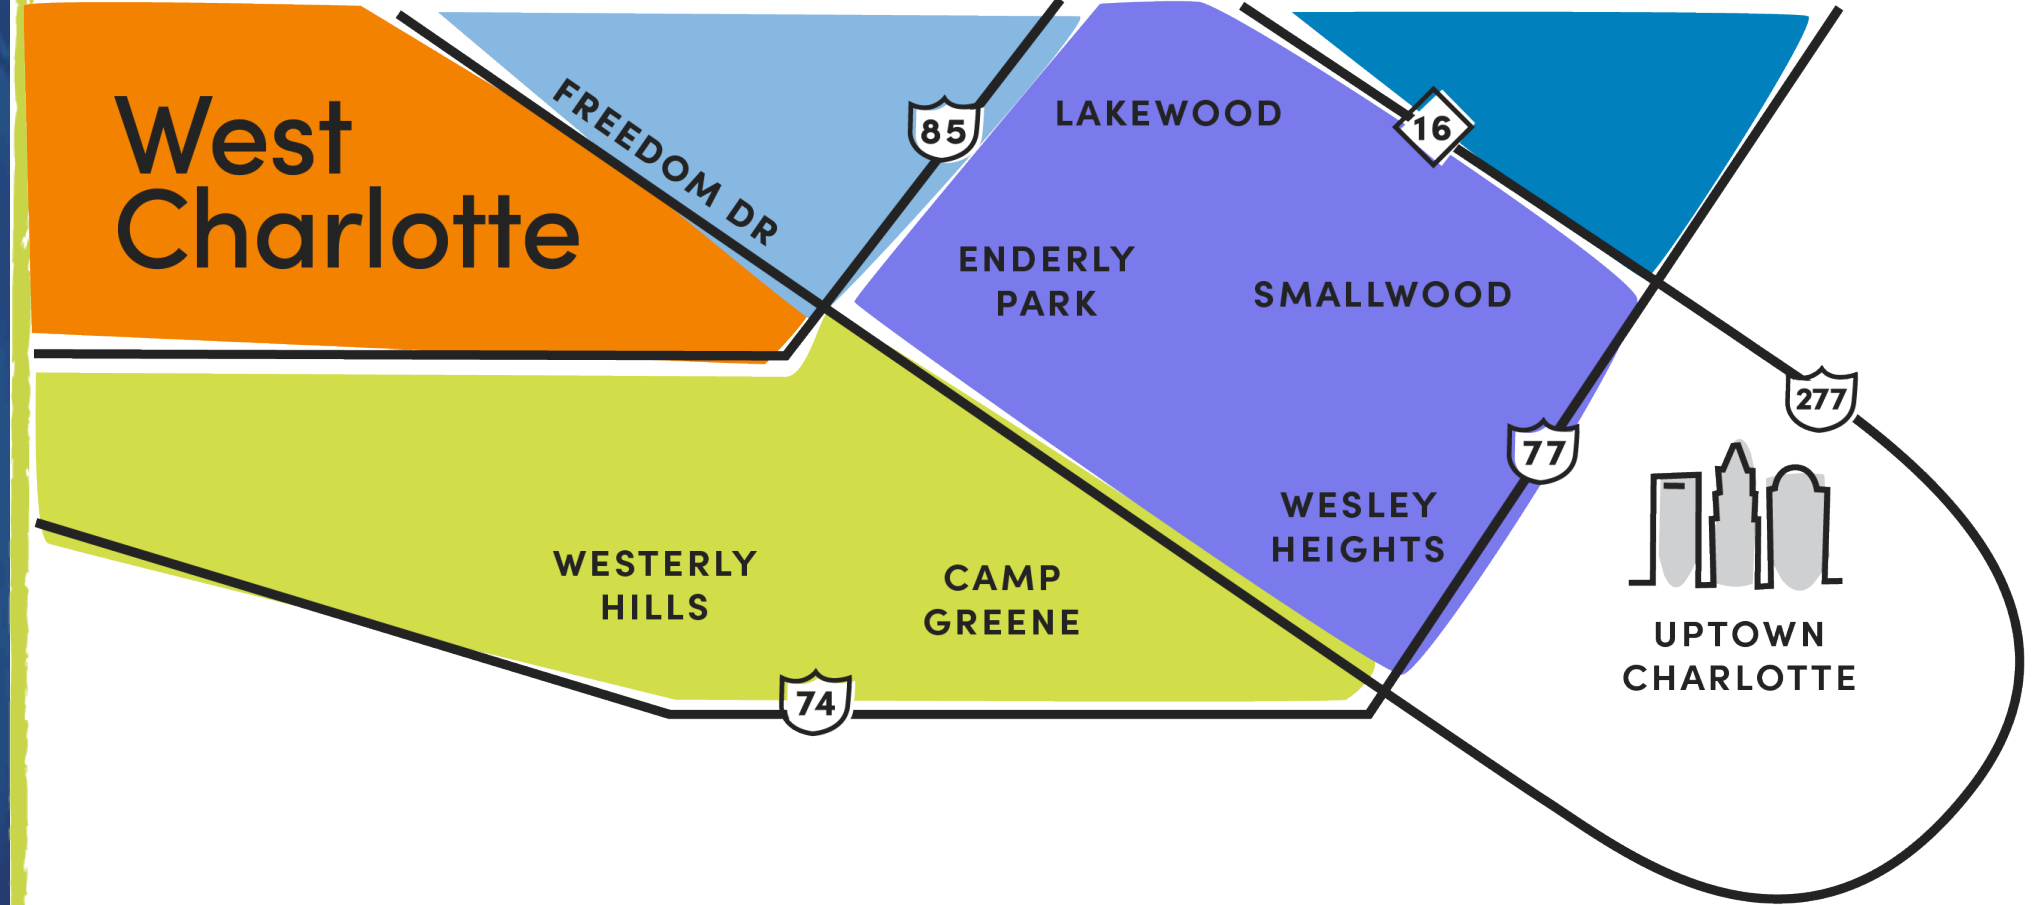 West
Charlotte
FREEDOM DR
85
LAKEWOOD
16
ENDERLY
PARK
SMALLWOOD
277
77
WESLEY
HEIGHTS
WESTERLY
HILLS
CAMP
GREENE
UPTOWN
CHARLOTTE
74